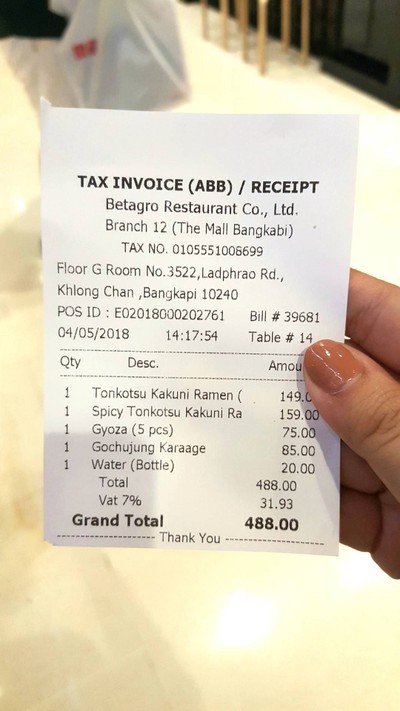 TAX INVOICE (ABB) / RECEIPT
Betagro Restaurant Co., Ltd.
Branch 12 (The Mall Bangkabi)
TAX NO. 0105551008699
Floor G Room No.3522,Ladphrao Rd.,
Khlong Chan ,Bangkapi 10240
POS ID : E02018000202761 Bill # 39681
04/05/2018 14:17:54 Table # 14
Qty Desc. Amou
1 Tonkotsu Kakuni Ramen ( 149.0
1 Spicy Tonkotsu Kakuni Ra 159.00
1 Gyoza (5 pcs) 75.00
1 Gochujung Karaage 85.00
1 Water (Bottle) 20.00
Total 488.00
Vat 7% 31.93
Grand Total 488.00
Thank You